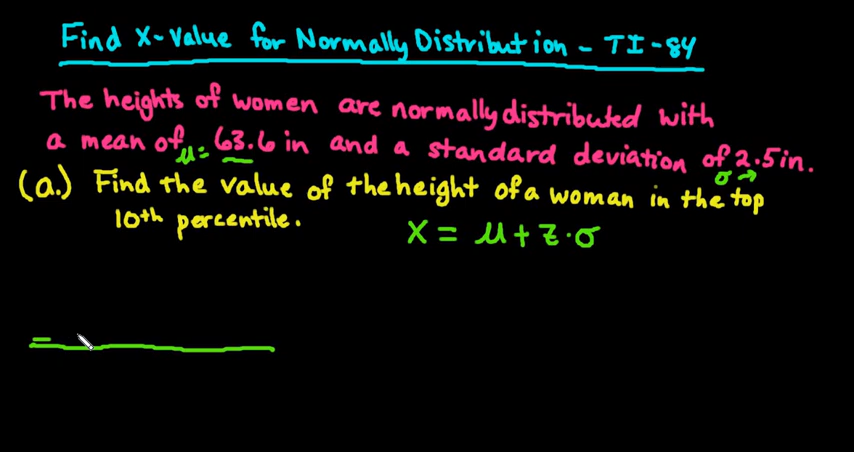 Find X-Value for Normally Distribution - TI-84
The heights of women are normally distributed with
a mean of 63.6 in and a standard deviation of 2.5 in.
μ = σ →
(a.) Find the value of the height of a woman in the top
10th percentile.
X = μ + z · σ
=